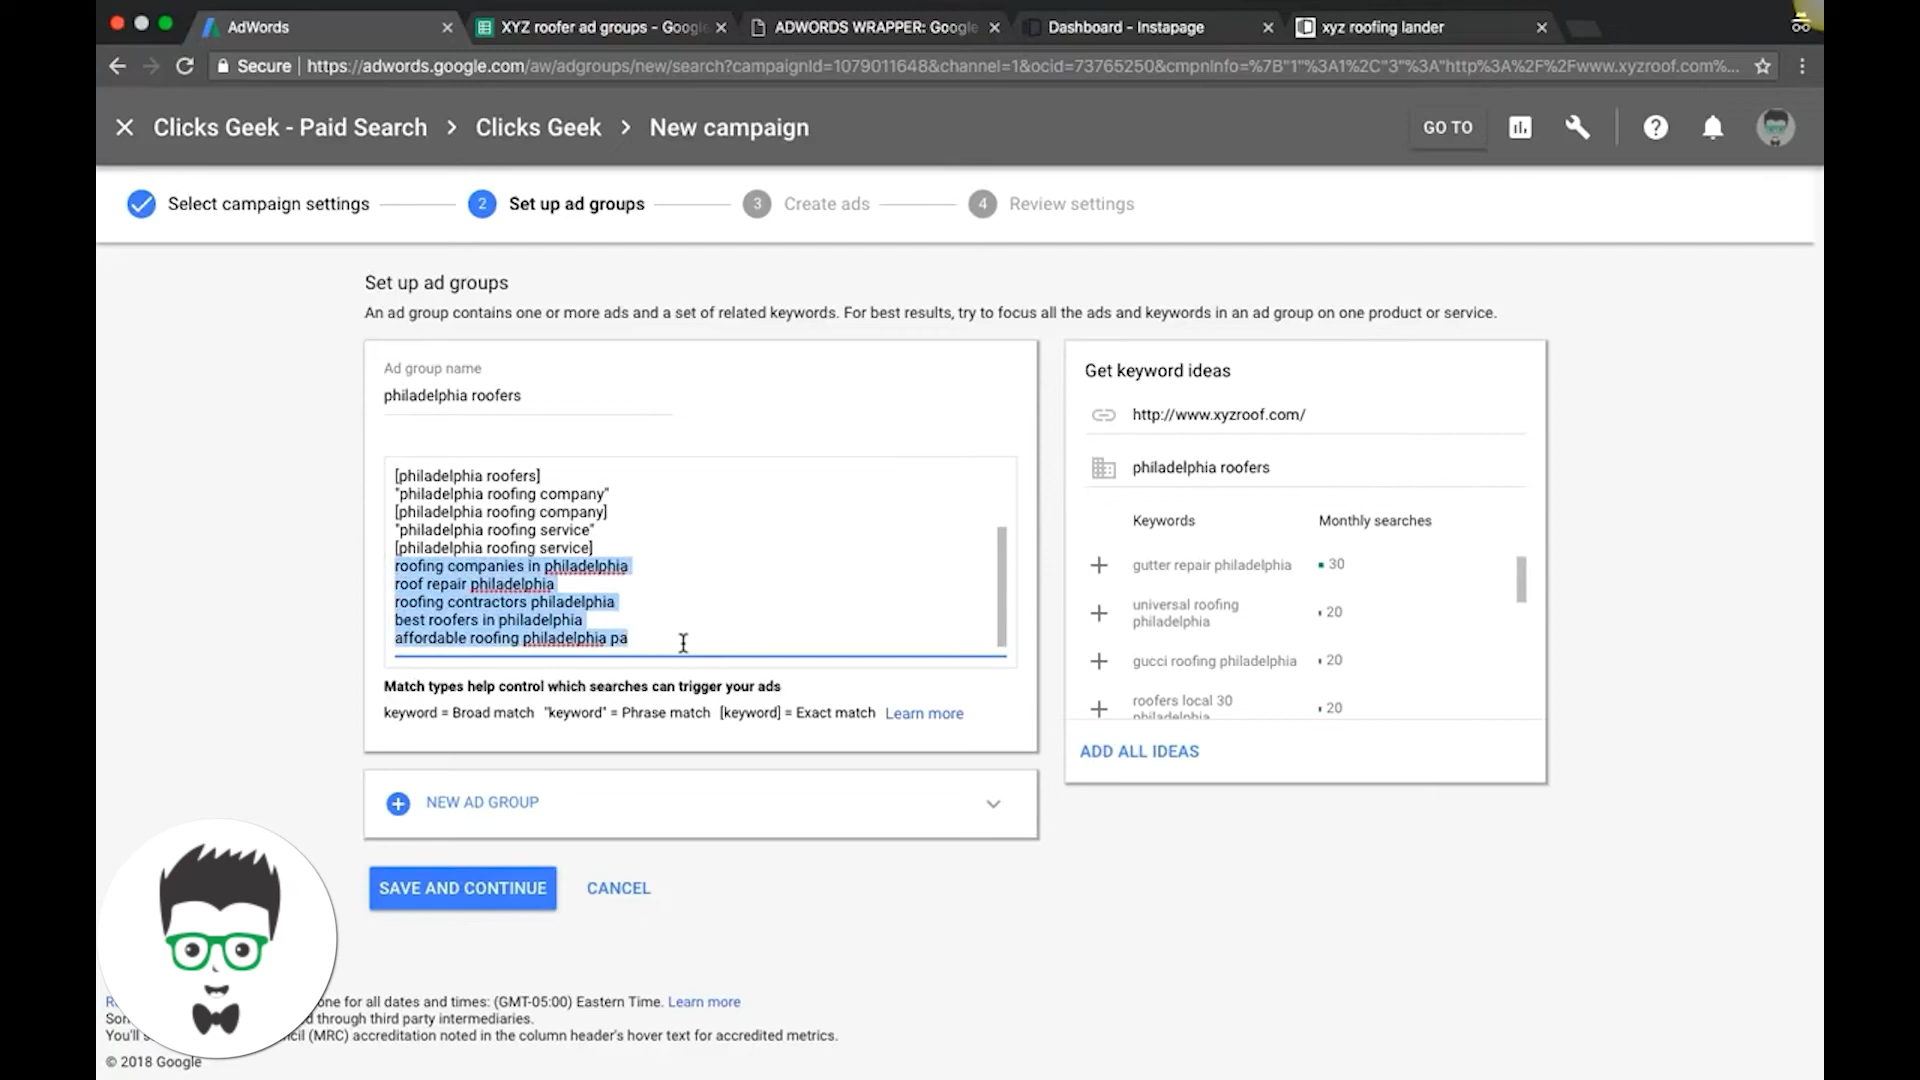 AdWords
XYZ roofer ad groups - Google
ADWORDS WRAPPER: Google
Dashboard - Instapage
xyz roofing lander
Secure
https://adwords.google.com/aw/adgroups/new/search?campaignId=1079011648&channel=1&ocid=73765250&cmpnInfo=%7B"1"%3A1%2C"3"%3A"http%3A%2F%2Fwww.xyzroof.com%...
Clicks Geek - Paid Search > Clicks Geek > New campaign
GO TO
Select campaign settings
2 Set up ad groups
3 Create ads
4 Review settings
Set up ad groups
An ad group contains one or more ads and a set of related keywords. For best results, try to focus all the ads and keywords in an ad group on one product or service.
Ad group name
philadelphia roofers
[philadelphia roofers]
"philadelphia roofing company"
[philadelphia roofing company]
"philadelphia roofing service"
[philadelphia roofing service]
roofing companies in philadelphia
roof repair philadelphia
roofing contractors philadelphia
best roofers in philadelphia
affordable roofing philadelphia pa
Match types help control which searches can trigger your ads
keyword = Broad match "keyword" = Phrase match [keyword] = Exact match Learn more
NEW AD GROUP
SAVE AND CONTINUE
CANCEL
Get keyword ideas
http://www.xyzroof.com/
philadelphia roofers
Keywords Monthly searches
gutter repair philadelphia 30
universal roofing
philadelphia 20
gucci roofing philadelphia 20
roofers local 30
philadelphia 20
ADD ALL IDEAS
one for all dates and times: (GMT-05:00) Eastern Time. Learn more
d through third party intermediaries.
You'll (MRC) accreditation noted in the column header's hover text for accredited metrics.
© 2018 Google